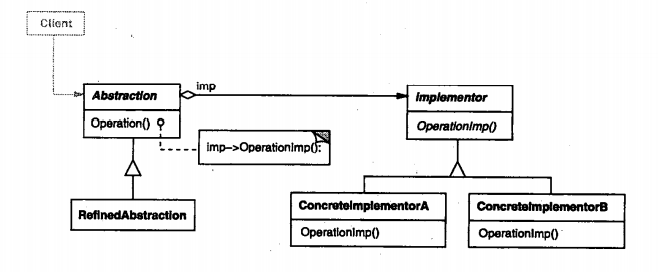 Client
imp
Abstraction
Implementor
Operation()
OperationImp()
imp->OperationImp();
RefinedAbstraction
ConcreteImplementorA
ConcreteImplementorB
OperationImp()
OperationImp()